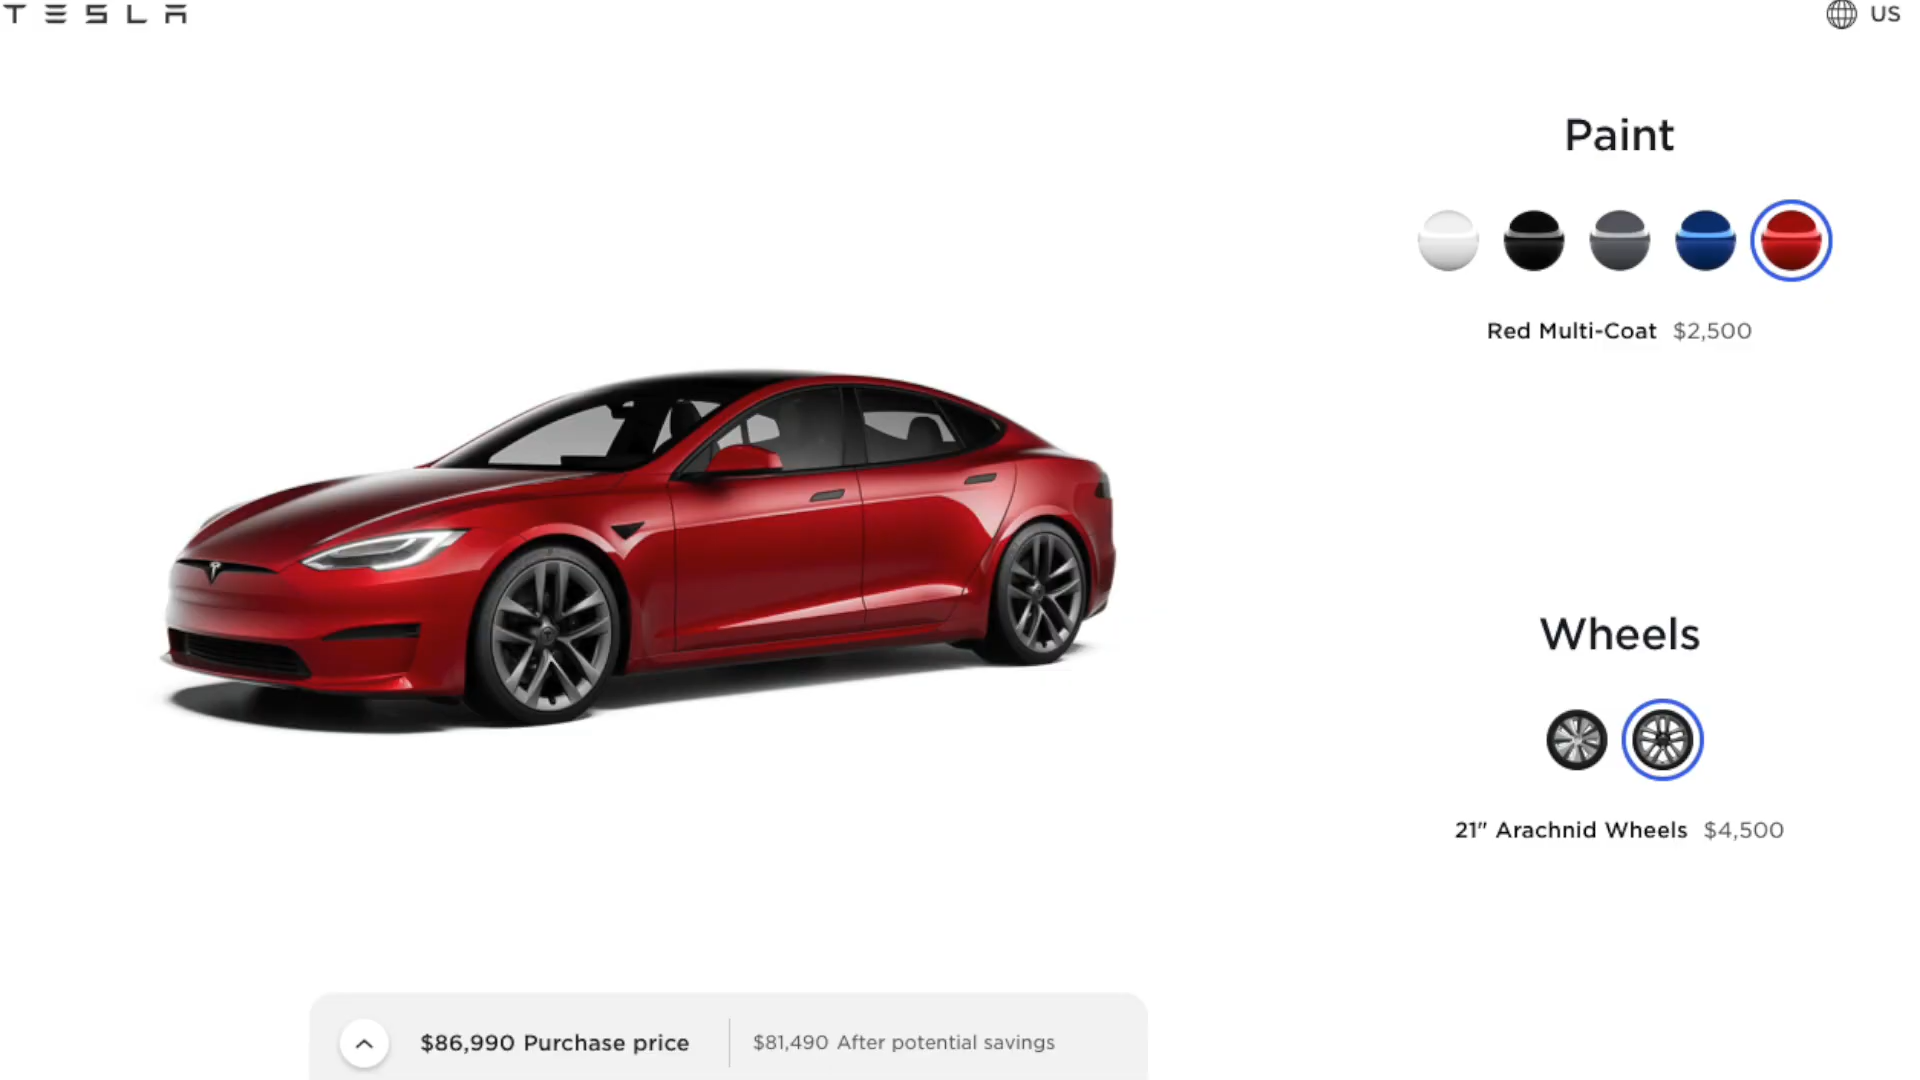 TESLA
US
Paint
Red Multi-Coat $2,500
Wheels
21" Arachnid Wheels $4,500
$86,990 Purchase price
$81,490 After potential savings